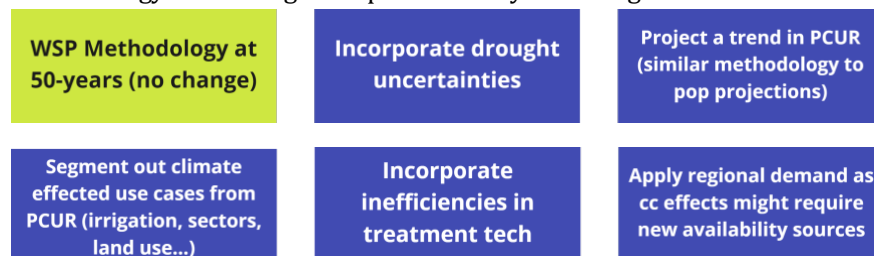 WSP Methodology at
50-years (no change)
Incorporate drought
uncertainties
Project a trend in PCUR
(similar methodology to
pop projections)
Segment out climate
effected use cases from
PCUR (irrigation, sectors,
land use...)
Incorporate
inefficiencies in
treatment tech
Apply regional demand as
cc effects might require
new availability sources